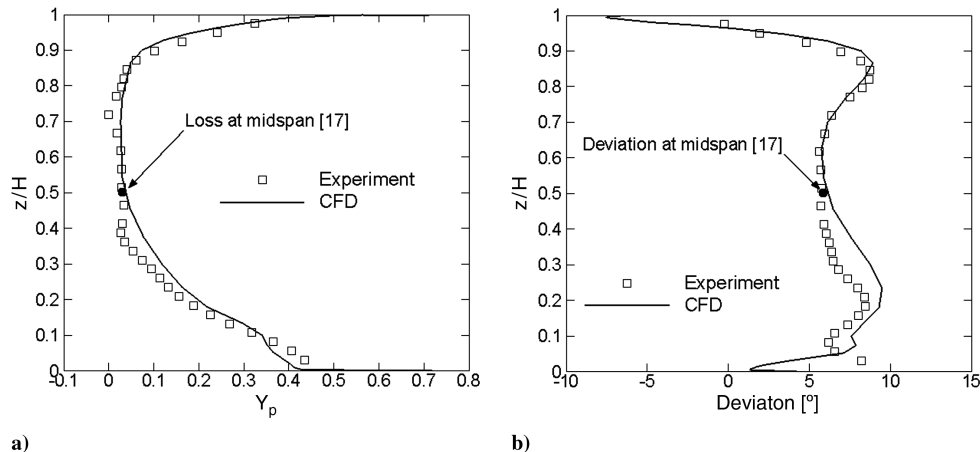 1
0.9
0.8
0.7
0.6
0.5
0.4
0.3
0.2
0.1
0
z/H
Loss at midspan [17]
Experiment
CFD
-0.1 0 0.1 0.2 0.3 0.4 0.5 0.6 0.7 0.8
Yp
a)
1
0.9
0.8
0.7
0.6
0.5
0.4
0.3
0.2
0.1
0
z/H
Deviation at midspan [17]
Experiment
CFD
-10 -5 0 5 10 15
Deviaton [º]
b)